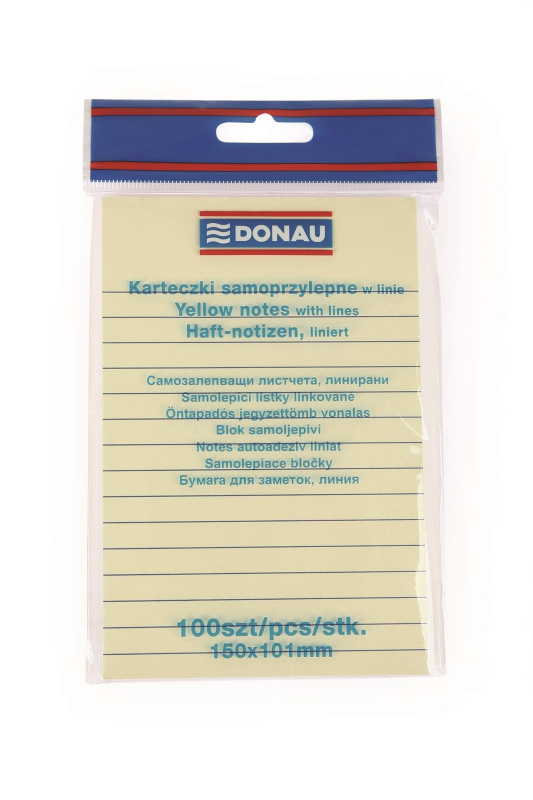 DONAU
Karteczki samoprzylepne w linie
Yellow notes with lines
Haft-notizen, liniert
Самозалепващи листчета, линирани
Samolepicí lístky linkované
Öntapadós jegyzettömb vonalas
Blok samoljepivi
Notes autoadeziv liniat
Samolepiace bločky
Бумага для заметок, линия
100szt/pcs/stk.
150x101mm